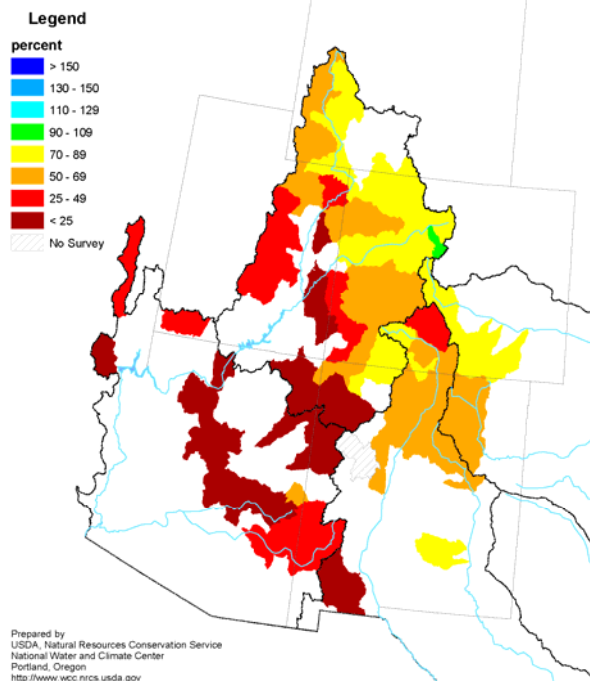 Legend
percent
> 150
130 - 150
110 - 129
90 - 109
70 - 89
50 - 69
25 - 49
< 25
No Survey
Prepared by
USDA, Natural Resources Conservation Service
National Water and Climate Center
Portland, Oregon
http://www.wcc.nrcs.usda.gov